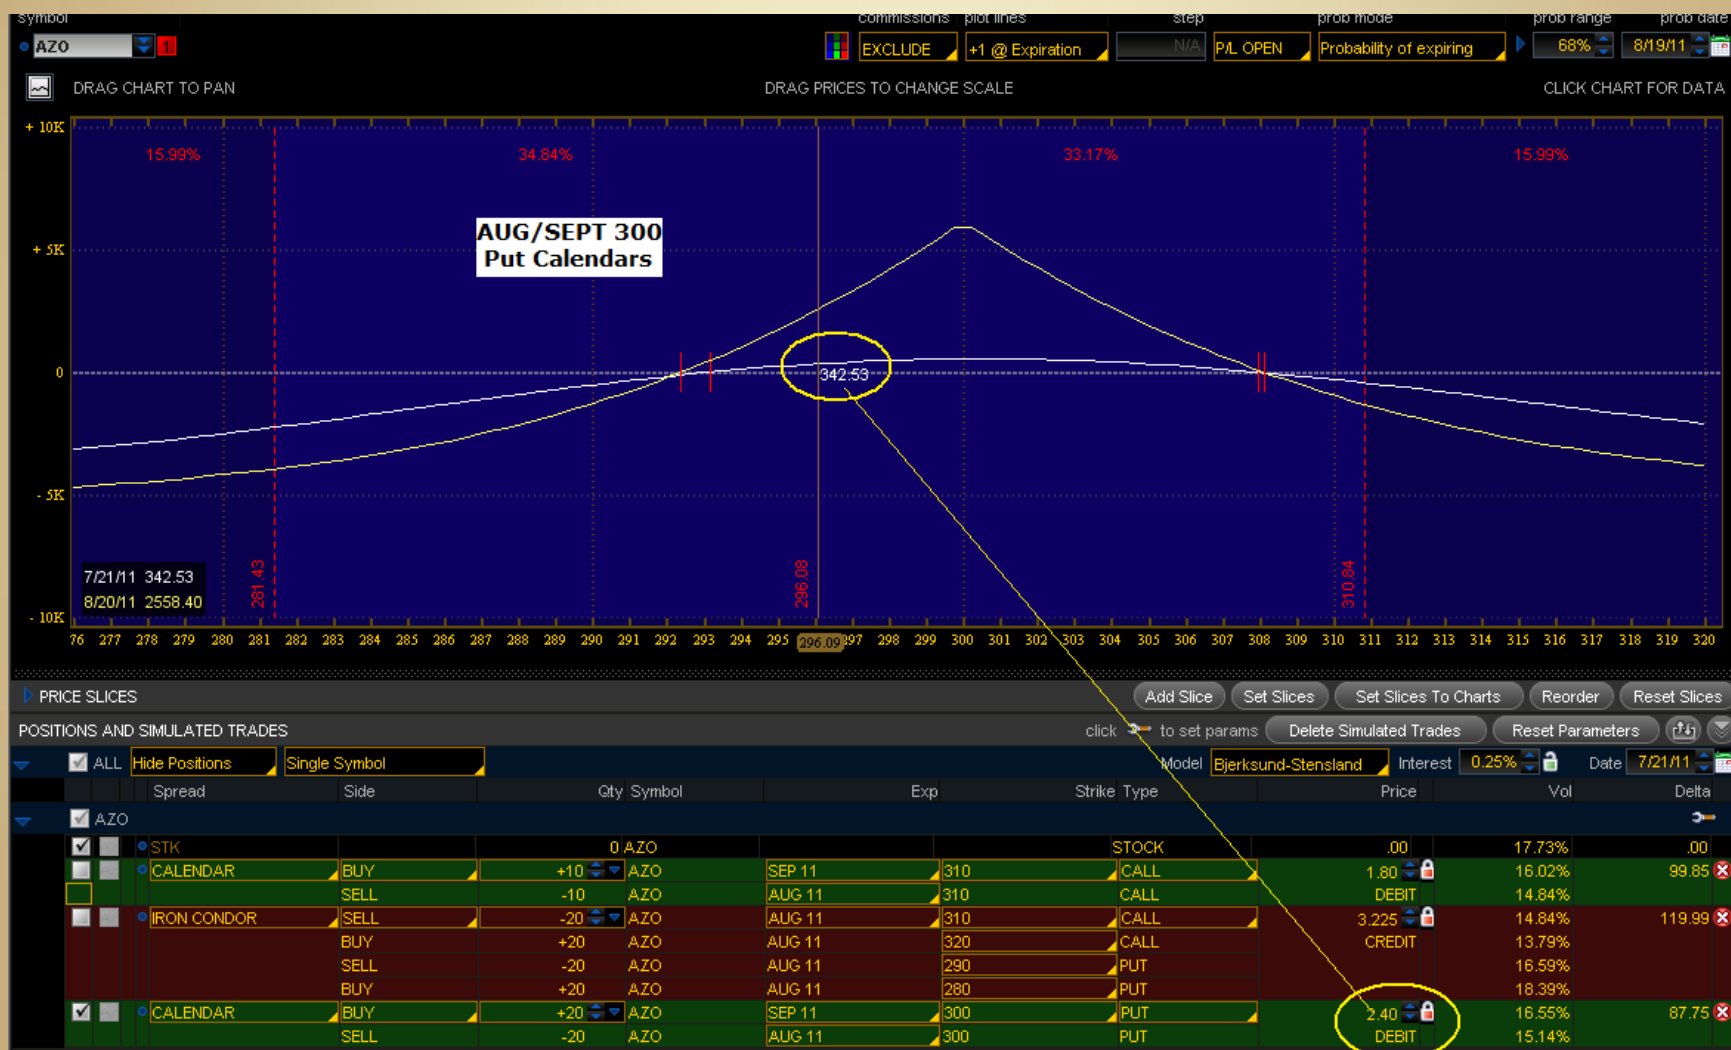 symbol commissions plot lines step prob mode prob range prob date
AZO 1 EXCLUDE +1 @ Expiration N/A P/L OPEN Probability of expiring 68% 8/19/11
DRAG CHART TO PAN DRAG PRICES TO CHANGE SCALE CLICK CHART FOR DATA
+ 10K
15.99% 34.84% 33.17% 15.99%
AUG/SEPT 300
Put Calendars
+ 5K
0
342.53
- 5K
7/21/11 342.53
8/20/11 2558.40
281.43 296.08 310.84
- 10K
76 277 278 279 280 281 282 283 284 285 286 287 288 289 290 291 292 293 294 295 296.09 297 298 299 300 301 302 303 304 305 306 307 308 309 310 311 312 313 314 315 316 317 318 319 320
PRICE SLICES Add Slice Set Slices Set Slices To Charts Reorder Reset Slices
POSITIONS AND SIMULATED TRADES click to set params Delete Simulated Trades Reset Parameters
ALL Hide Positions Single Symbol Model Bjerksund-Stensland Interest 0.25% Date 7/21/11
Spread Side Qty Symbol Exp Strike Type Price Vol Delta
AZO
STK 0 AZO STOCK .00 17.73% .00
CALENDAR BUY +10 AZO SEP 11 310 CALL 1.80 16.02% 99.85
SELL -10 AZO AUG 11 310 CALL DEBIT 14.84%
IRON CONDOR SELL -20 AZO AUG 11 310 CALL 3.225 14.84% 119.99
BUY +20 AZO AUG 11 320 CALL CREDIT 13.79%
SELL -20 AZO AUG 11 290 PUT 16.59%
BUY +20 AZO AUG 11 280 PUT 18.39%
CALENDAR BUY +20 AZO SEP 11 300 PUT 2.40 16.55% 87.75
SELL -20 AZO AUG 11 300 PUT DEBIT 15.14%